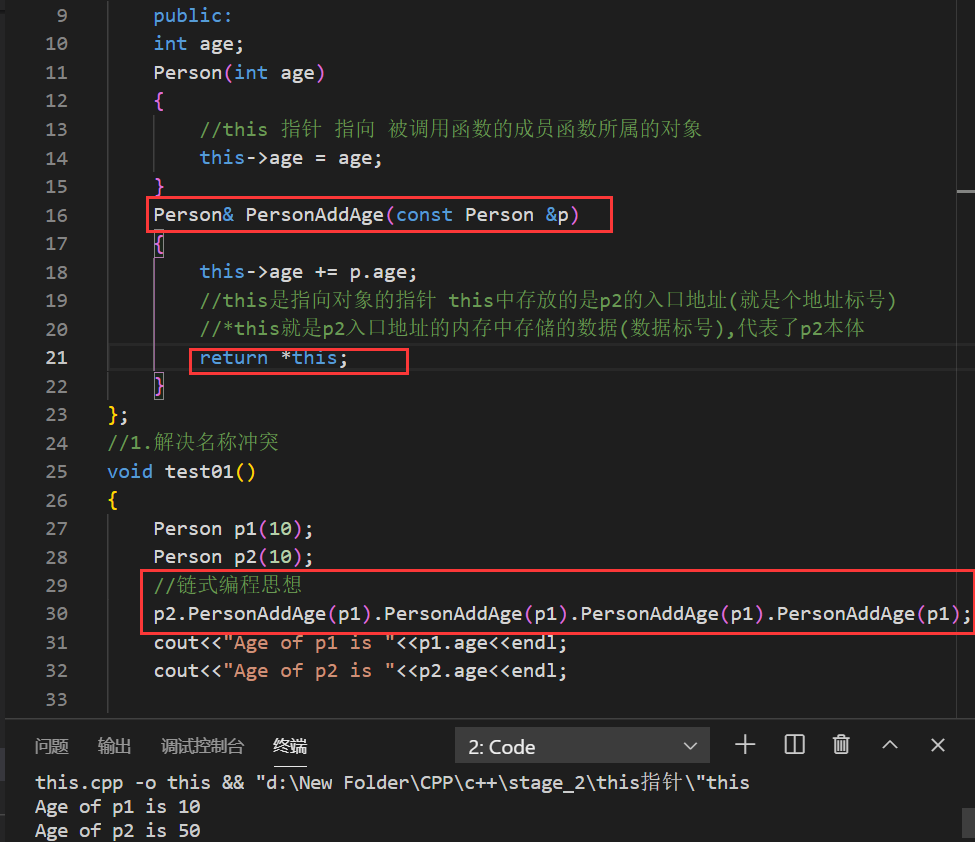 9 public:
10 int age;
11 Person(int age)
12 {
13 //this 指针 指向 被调用函数的成员函数所属的对象
14 this->age = age;
15 }
16 Person& PersonAddAge(const Person &p)
17 {
18 this->age += p.age;
19 //this是指向对象的指针 this中存放的是p2的入口地址(就是个地址标号)
20 //*this就是p2入口地址的内存中存储的数据(数据标号),代表了p2本体
21 return *this;
22 }
23 };
24 //1.解决名称冲突
25 void test01()
26 {
27 Person p1(10);
28 Person p2(10);
29 //链式编程思想
30 p2.PersonAddAge(p1).PersonAddAge(p1).PersonAddAge(p1).PersonAddAge(p1);
31 cout<<"Age of p1 is "<<p1.age<<endl;
32 cout<<"Age of p2 is "<<p2.age<<endl;
33
问题 输出 调试控制台 终端 2: Code
this.cpp -o this && "d:\New Folder\CPP\c++\stage_2\this指针\"this
Age of p1 is 10
Age of p2 is 50